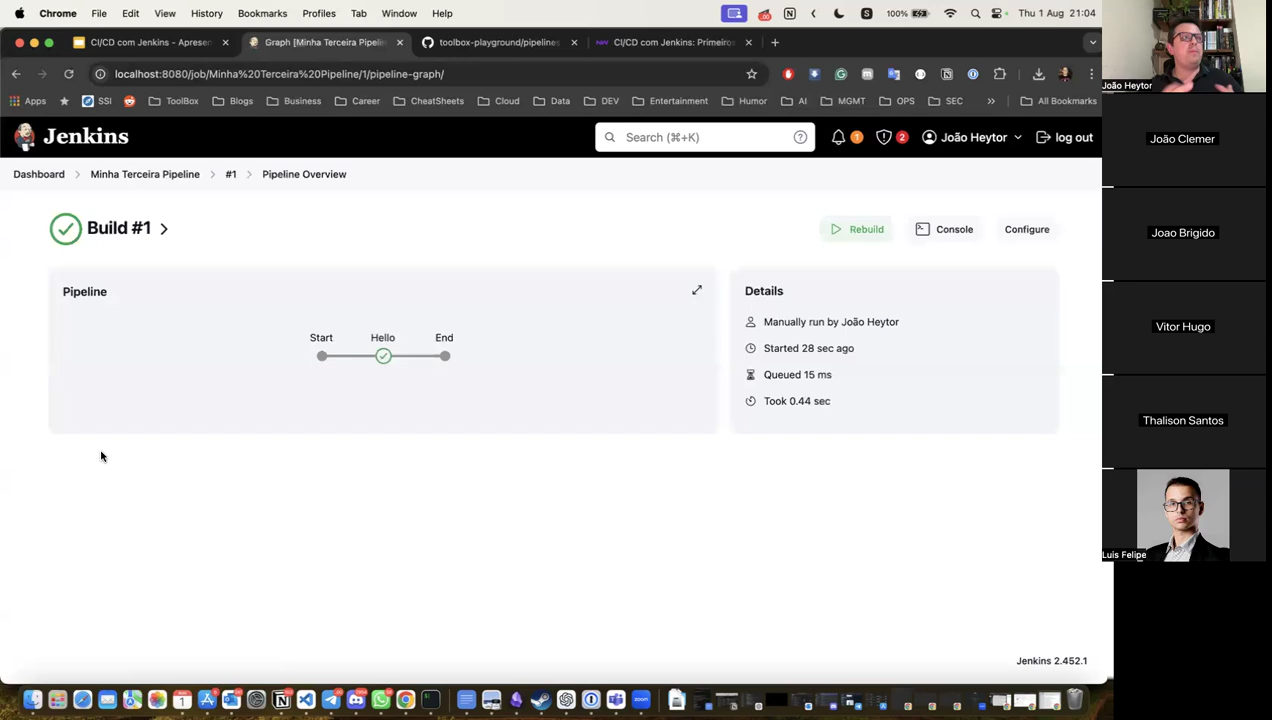 Chrome File Edit View History Bookmarks Profiles Tab Window Help 100% Thu 1 Aug 21:04
CI/CD com Jenkins - Apresen
Graph [Minha Terceira Pipelin
toolbox-playground/pipelines
CI/CD com Jenkins: Primeiros
localhost:8080/job/Minha%20Terceira%20Pipeline/1/pipeline-graph/
Apps SSI ToolBox Blogs Business Career CheatSheets Cloud Data DEV Entertainment Humor AI MGMT OPS SEC » All Bookmarks
Jenkins
Search (⌘+K)
1
2
João Heytor
log out
Dashboard > Minha Terceira Pipeline > #1 > Pipeline Overview
Build #1
Rebuild
Console
Configure
Pipeline
Start Hello End
Details
Manually run by João Heytor
Started 28 sec ago
Queued 15 ms
Took 0.44 sec
Jenkins 2.452.1
João Heytor
João Clemer
Joao Brigido
Vitor Hugo
Thalison Santos
Luis Felipe
zoom